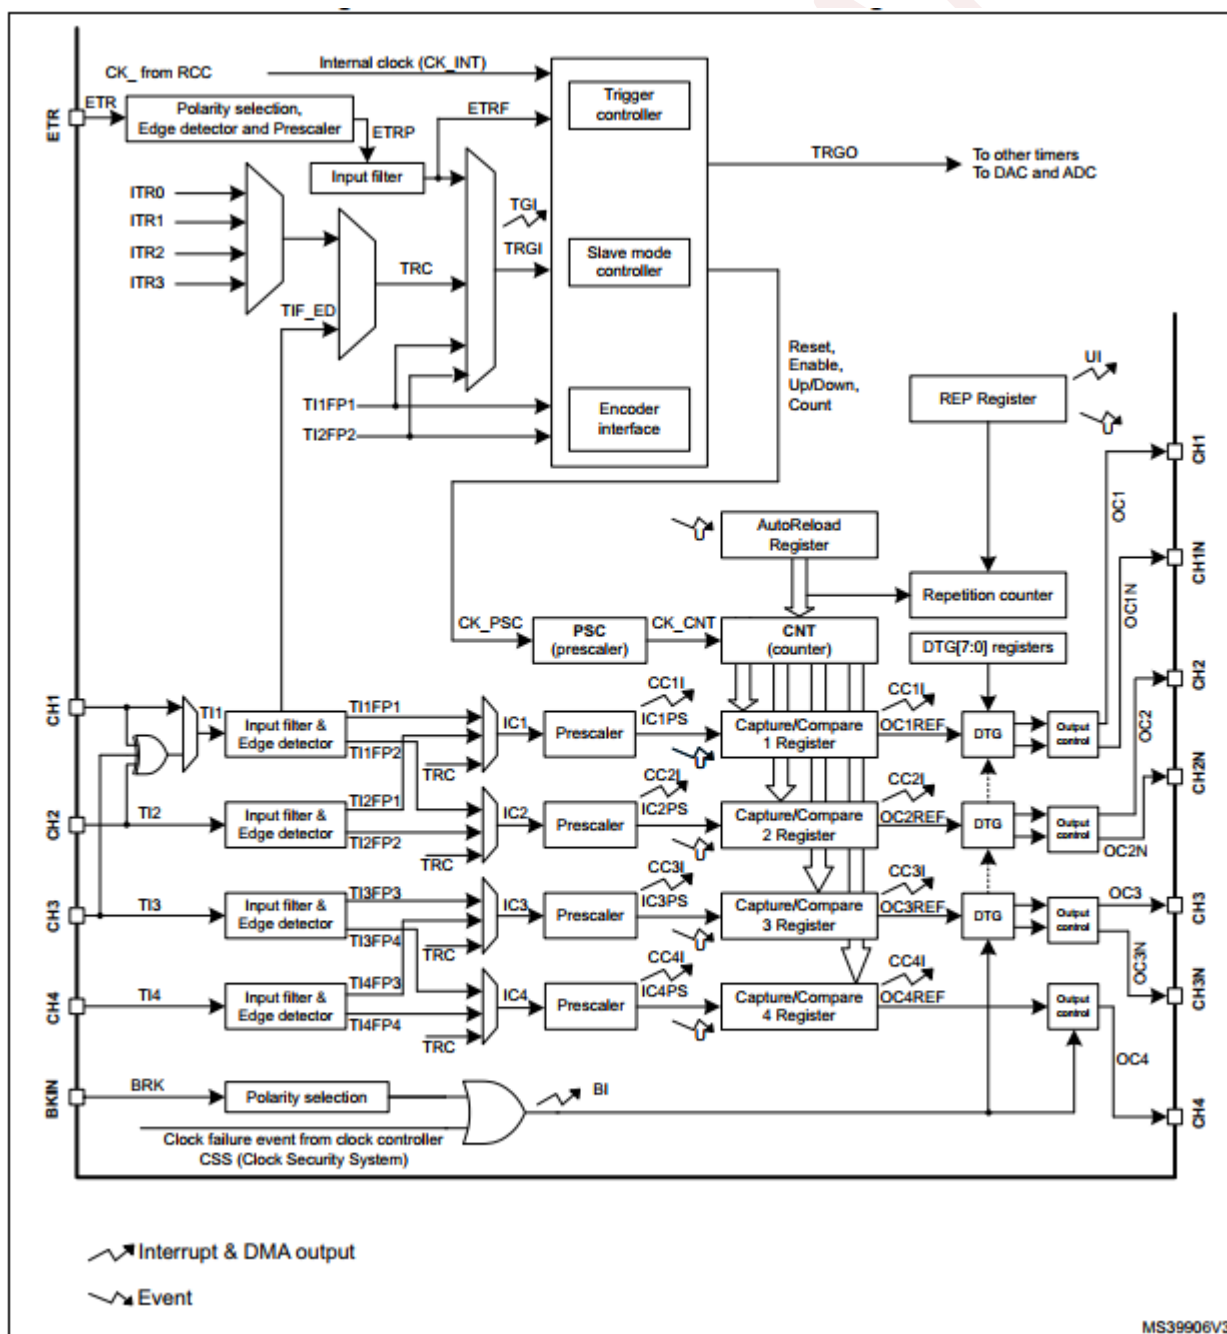 CK_ from RCC
Internal clock (CK_INT)
ETR
ETR
Polarity selection,
Edge detector and Prescaler
ETRP
ETRF
Trigger
controller
Input filter
TRGO
To other timers
To DAC and ADC
ITR0
ITR1
ITR2
ITR3
TGI
TRGI
TRC
TIF_ED
Slave mode
controller
Reset,
Enable,
Up/Down,
Count
TI1FP1
TI2FP2
Encoder
interface
REP Register
UI
AutoReload
Register
Repetition counter
CK_PSC
PSC
(prescaler)
CK_CNT
CNT
(counter)
DTG[7:0] registers
CH1
TI1
Input filter &
Edge detector
TI1FP1
TI1FP2
TRC
IC1
Prescaler
CC1I
IC1PS
Capture/Compare
1 Register
CC1I
OC1REF
DTG
Output
control
OC1
CH1
OC1N
CH1N
CH2
TI2
Input filter &
Edge detector
TI2FP1
TI2FP2
TRC
IC2
Prescaler
CC2I
IC2PS
Capture/Compare
2 Register
CC2I
OC2REF
DTG
Output
control
OC2
CH2
OC2N
CH2N
CH3
TI3
Input filter &
Edge detector
TI3FP3
TI3FP4
TRC
IC3
Prescaler
CC3I
IC3PS
Capture/Compare
3 Register
CC3I
OC3REF
DTG
Output
control
OC3
CH3
OC3N
CH3N
CH4
TI4
Input filter &
Edge detector
TI4FP3
TI4FP4
TRC
IC4
Prescaler
CC4I
IC4PS
Capture/Compare
4 Register
CC4I
OC4REF
Output
control
OC4
CH4
BKIN
BRK
Polarity selection
BI
Clock failure event from clock controller
CSS (Clock Security System)
Interrupt & DMA output
Event
MS39906V3